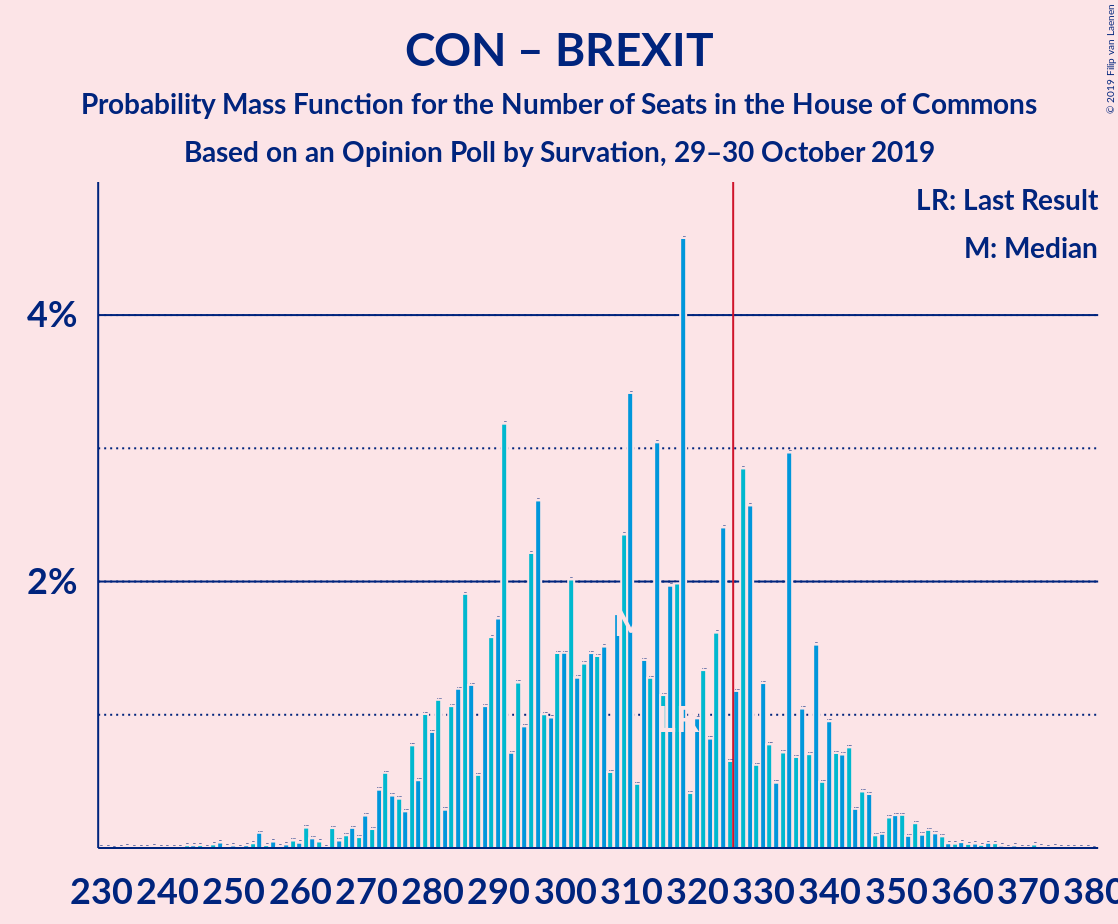 CON – BREXIT
Probability Mass Function for the Number of Seats in the House of Commons
Based on an Opinion Poll by Survation, 29–30 October 2019
© 2019 Filip van Laenen
LR: Last Result
M: Median
4%
2%
M
LR
230 240 250 260 270 280 290 300 310 320 330 340 350 360 370 380